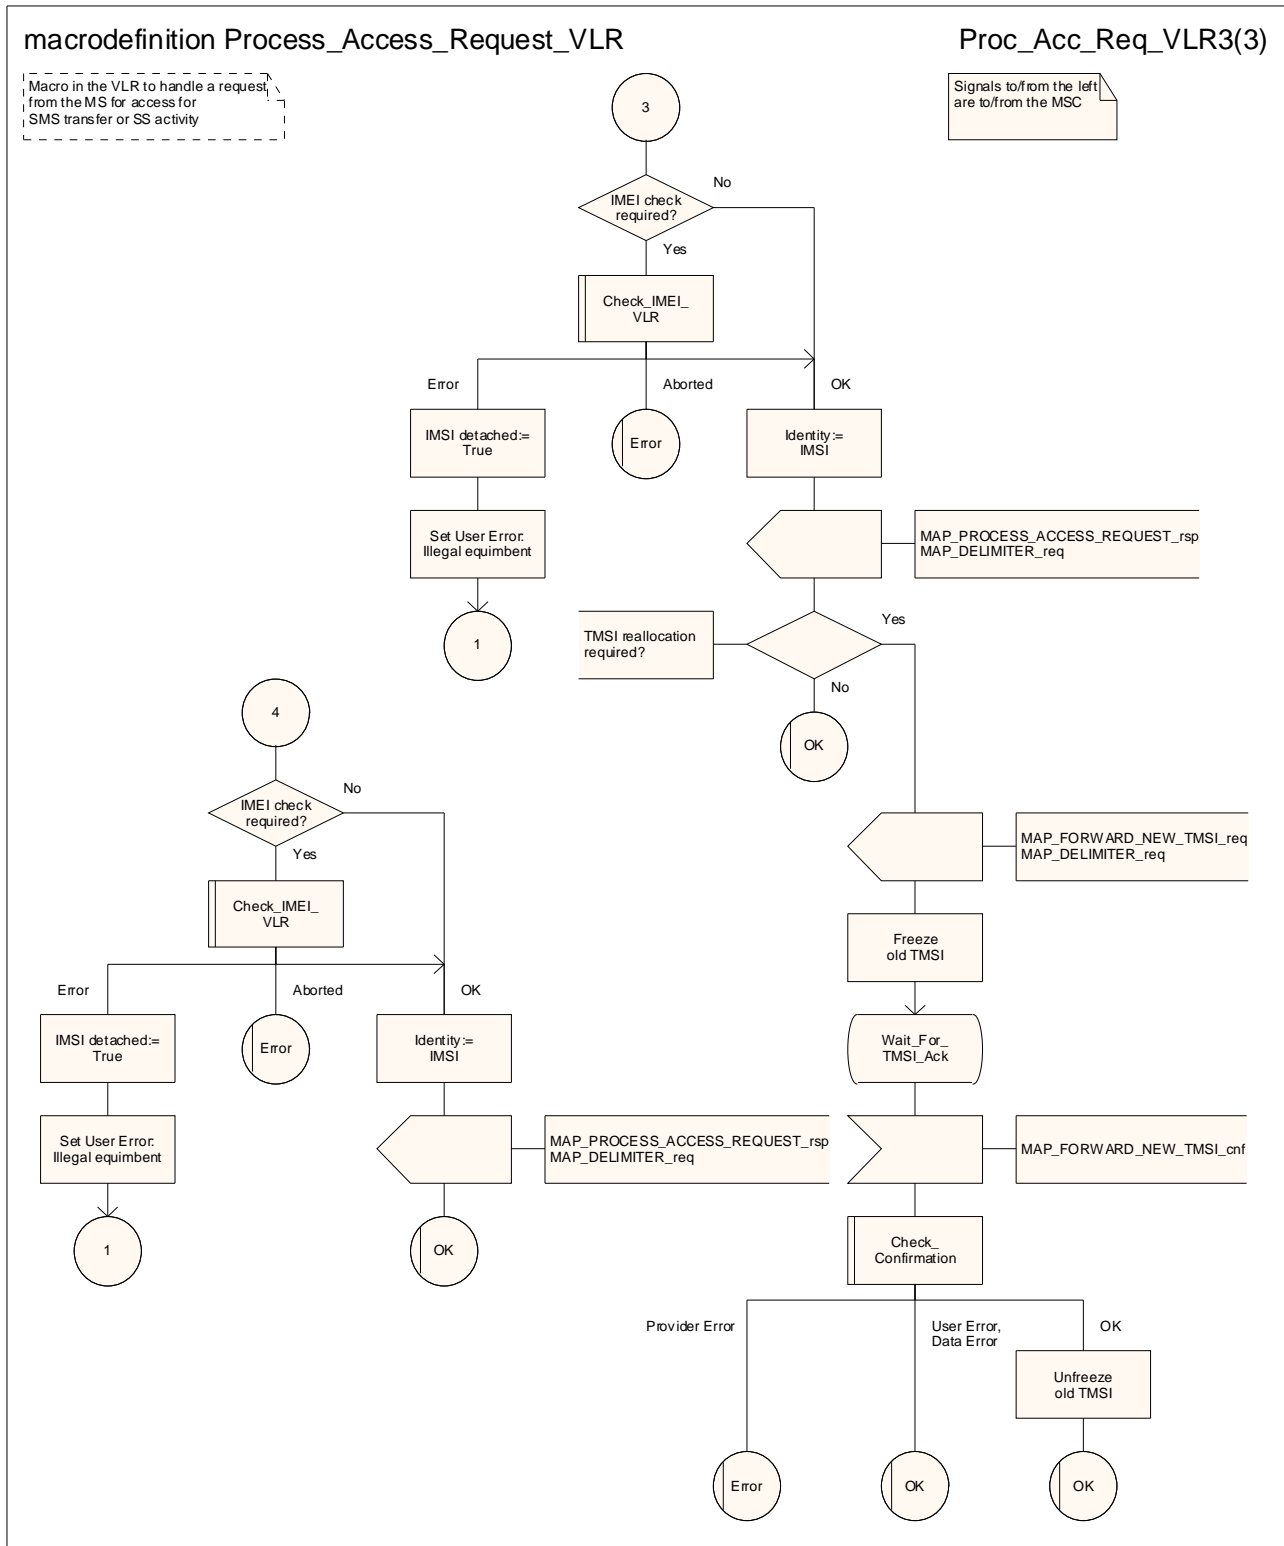 macrodefinition Process_Access_Request_VLR
Proc_Acc_Req_VLR3(3)
Macro in the VLR to handle a request
from the MS for access for
SMS transfer or SS activity
Signals to/from the left
are to/from the MSC
3
IMEI check
required?
No
Yes
Check_IMEI_
VLR
Error
Aborted
OK
IMSI detached:=
True
Error
Identity:=
IMSI
Set User Error:
Illegal equimbent
MAP_PROCESS_ACCESS_REQUEST_rsp
MAP_DELIMITER_req
1
TMSI reallocation
required?
Yes
No
OK
4
IMEI check
required?
No
Yes
Check_IMEI_
VLR
Error
Aborted
OK
IMSI detached:=
True
Error
Identity:=
IMSI
Set User Error:
Illegal equimbent
MAP_PROCESS_ACCESS_REQUEST_rsp
MAP_DELIMITER_req
1
OK
MAP_FORWARD_NEW_TMSI_req
MAP_DELIMITER_req
Freeze
old TMSI
Wait_For_
TMSI_Ack
MAP_FORWARD_NEW_TMSI_cnf
Check_
Confirmation
Provider Error
User Error,
Data Error
OK
Unfreeze
old TMSI
Error
OK
OK